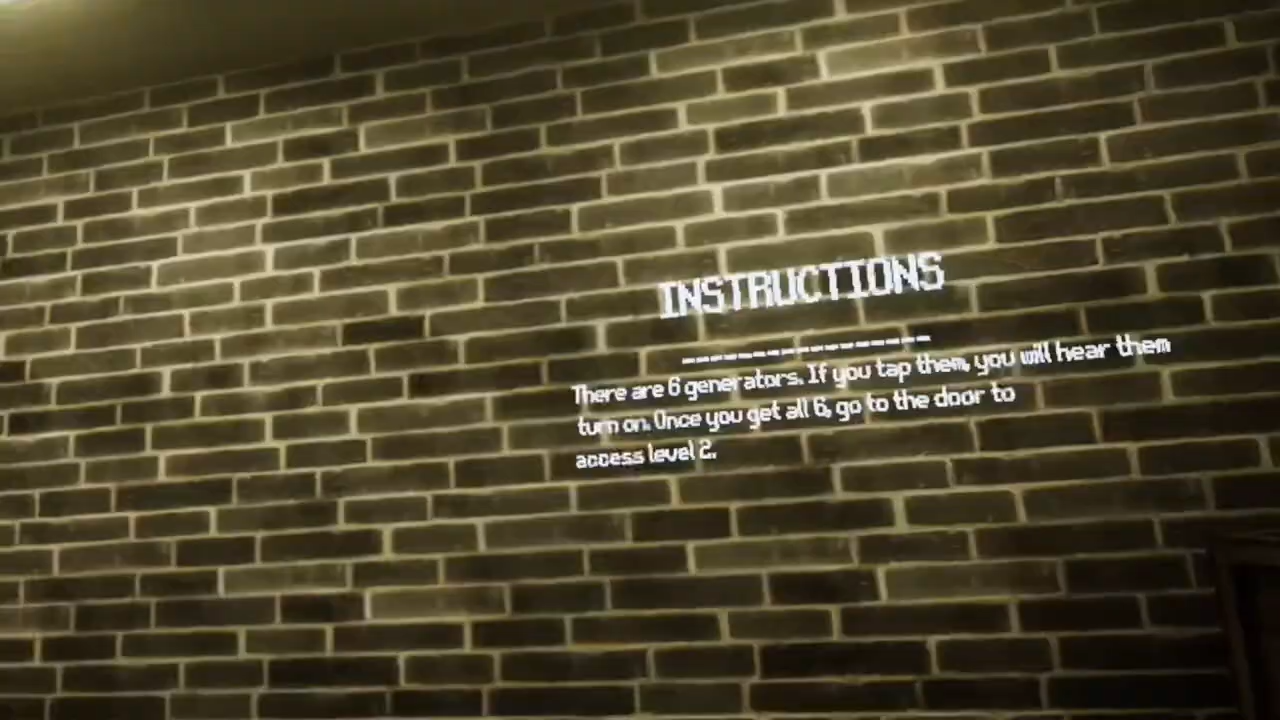 INSTRUCTIONS
------------------
There are 6 generators. If you tap them, you will hear them
turn on. Once you get all 6, go to the door to
access level 2.